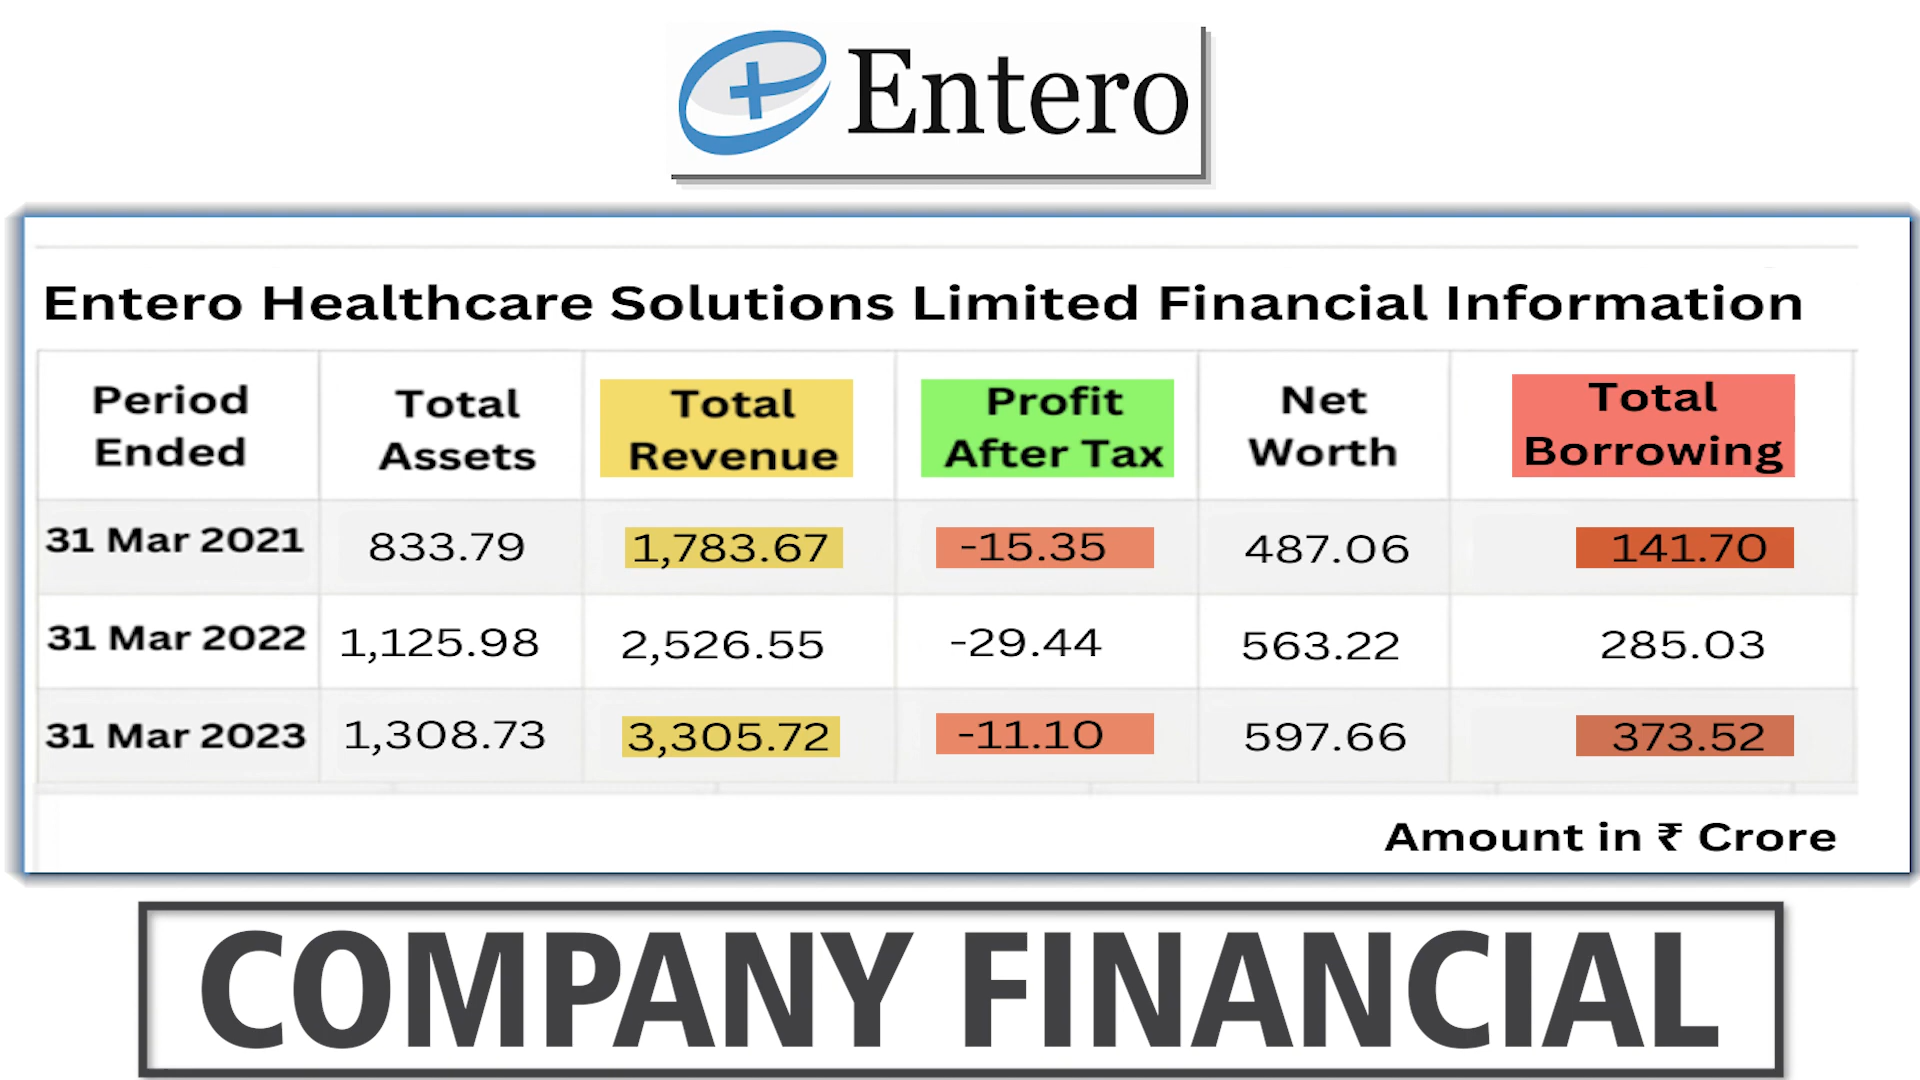 Entero
Entero Healthcare Solutions Limited Financial Information
Period Ended Total Assets Total Revenue Profit After Tax Net Worth Total Borrowing
31 Mar 2021 833.79 1,783.67 -15.35 487.06 141.70
31 Mar 2022 1,125.98 2,526.55 -29.44 563.22 285.03
31 Mar 2023 1,308.73 3,305.72 -11.10 597.66 373.52
Amount in ₹ Crore
COMPANY FINANCIAL